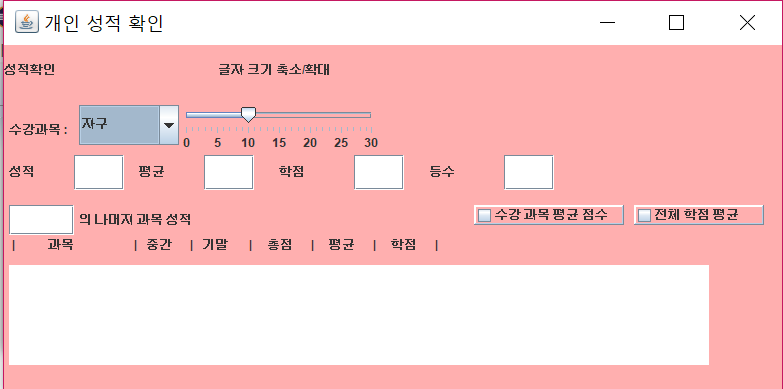 개인 성적 확인
성적확인 글자 크기 축소/확대
수강과목 : 자구
0 5 10 15 20 25 30
성적 평균 학점 등수
의 나머지 과목 성적 수강 과목 평균 점수 전체 학점 평균
| 과목 | 중간 | 기말 | 총점 | 평균 | 학점 |